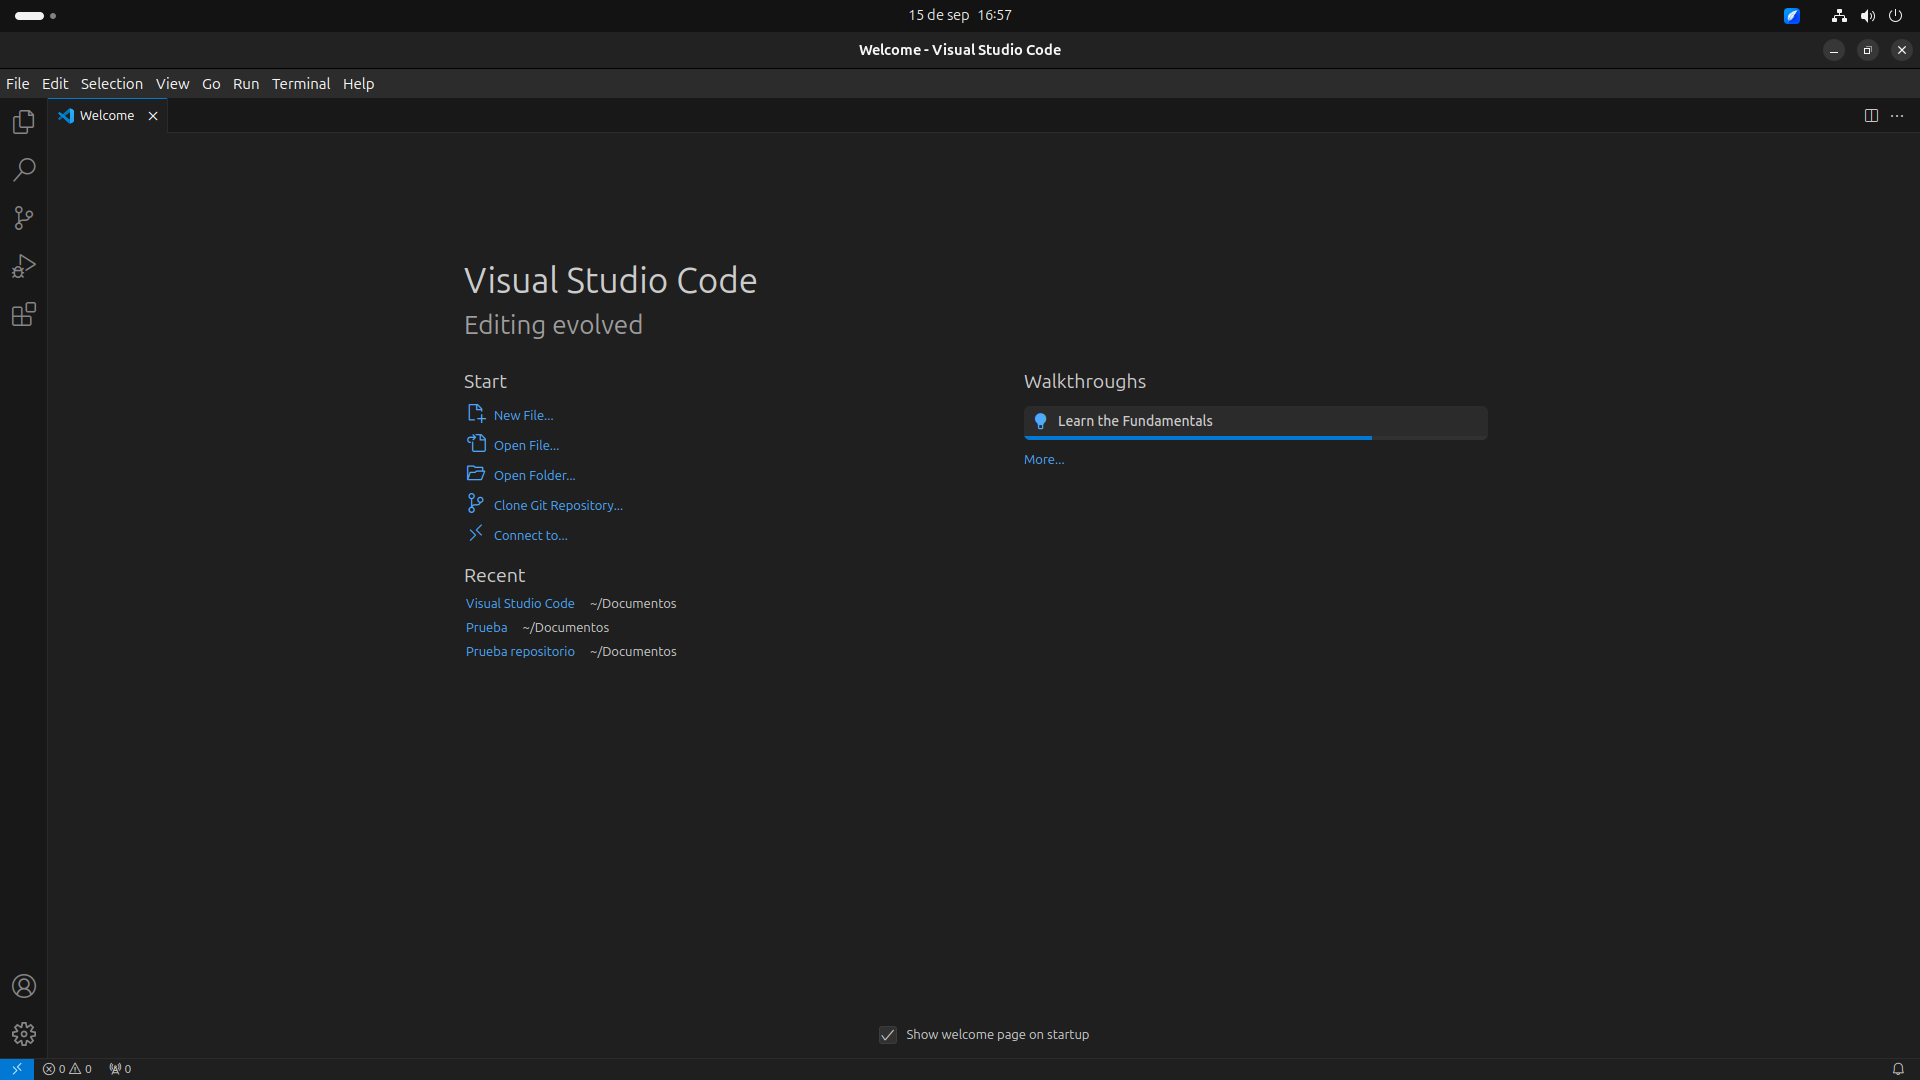 15 de sep 16:57
Welcome - Visual Studio Code
File Edit Selection View Go Run Terminal Help
Welcome
Visual Studio Code
Editing evolved
Start
New File...
Open File...
Open Folder...
Clone Git Repository...
Connect to...
Walkthroughs
Learn the Fundamentals
More...
Recent
Visual Studio Code ~/Documentos
Prueba ~/Documentos
Prueba repositorio ~/Documentos
Show welcome page on startup
0 0 0